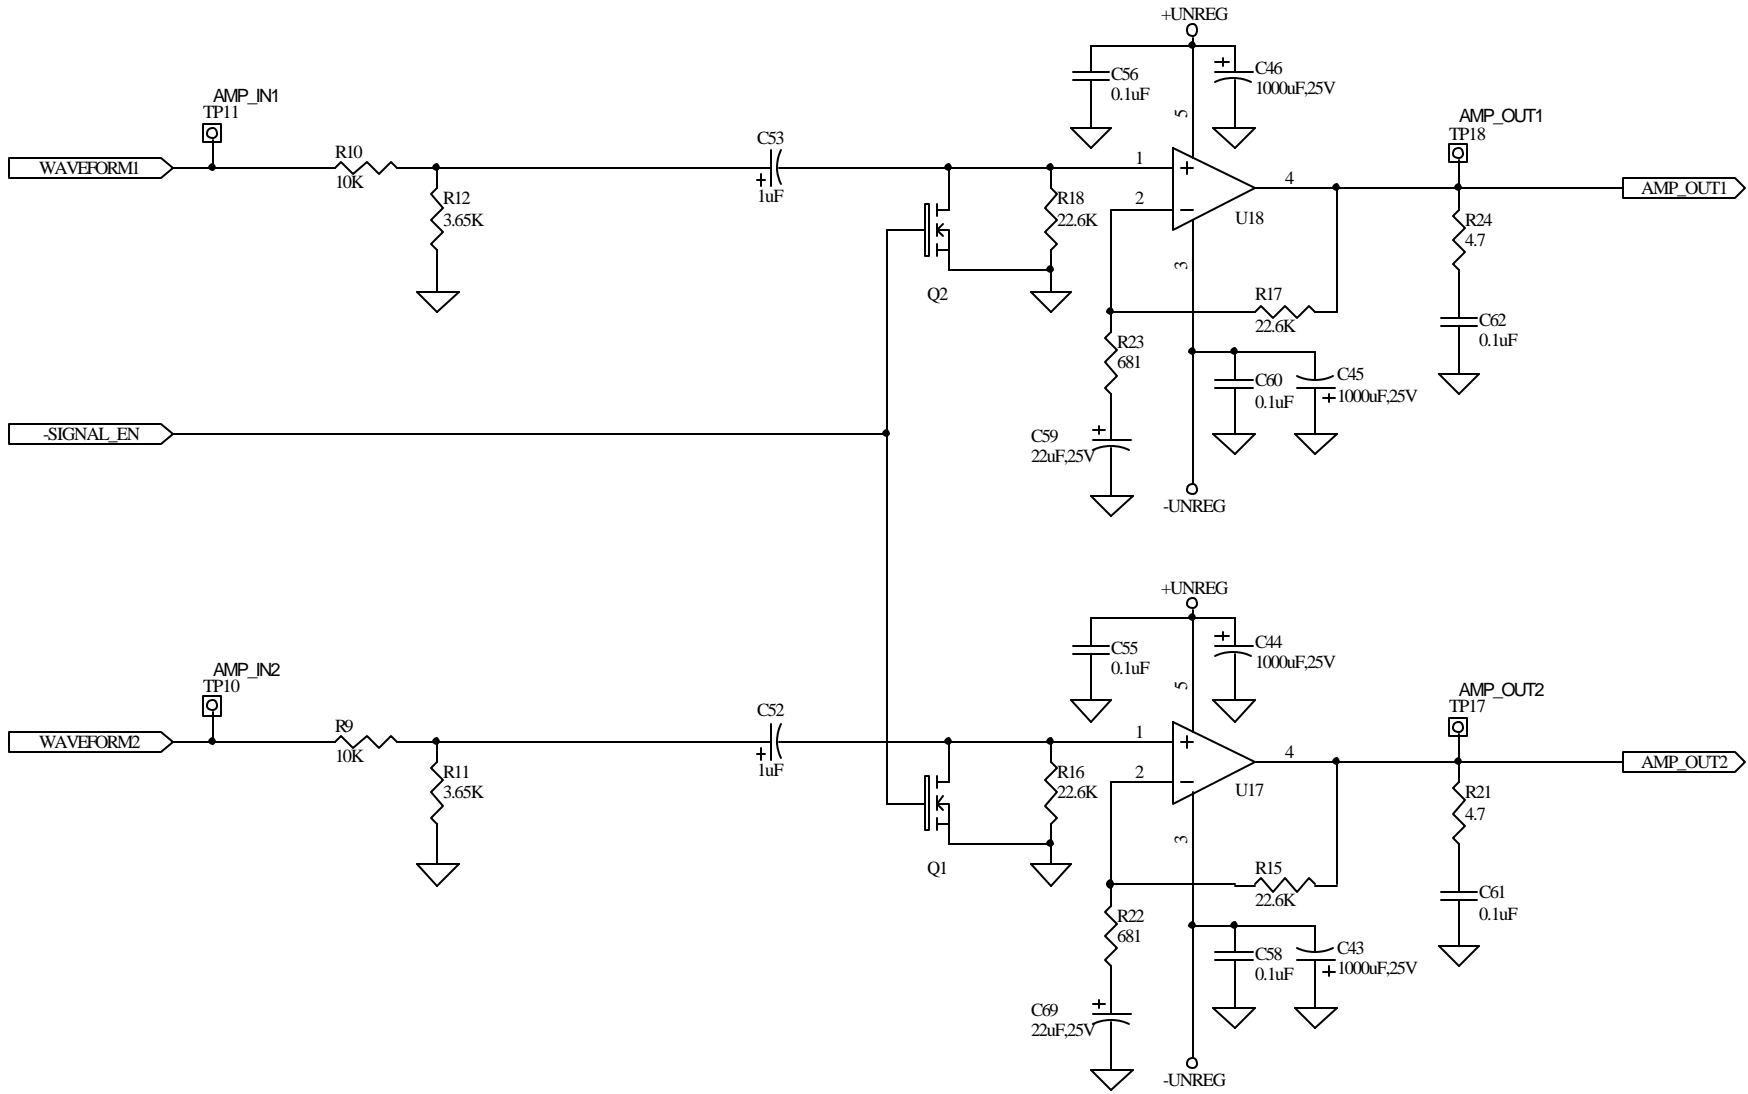 +UNREG
C56
0.1uF
+
C46
1000uF,25V
5
AMP_IN1
TP11
WAVEFORM1
R10
10K
R12
3.65K
C53
+
1uF
1
+
2
-
R18
22.6K
Q2
U18
4
3
AMP_OUT1
TP18
AMP_OUT1
R24
4.7
R17
22.6K
C62
0.1uF
R23
681
C60
0.1uF
C45
+
1000uF,25V
-SIGNAL_EN
C59
+
22uF,25V
-UNREG
+UNREG
C55
0.1uF
+
C44
1000uF,25V
5
AMP_IN2
TP10
WAVEFORM2
R9
10K
R11
3.65K
C52
+
1uF
1
+
2
-
R16
22.6K
Q1
U17
4
3
AMP_OUT2
TP17
AMP_OUT2
R21
4.7
R15
22.6K
C61
0.1uF
R22
681
C58
0.1uF
C43
+
1000uF,25V
C69
+
22uF,25V
-UNREG